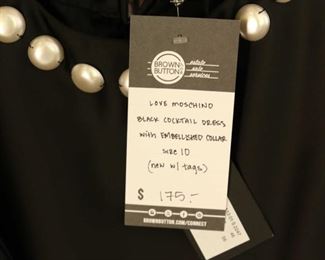 BROWN
BUTTON
estate
sale
services
LOVE MOSCHINO
BLACK COCKTAIL DRESS
with EMBELLISHED COLLAR
SIZE 10
(new w/ tags)
$ 175.-
BROWNBUTTON.COM/CONNECT